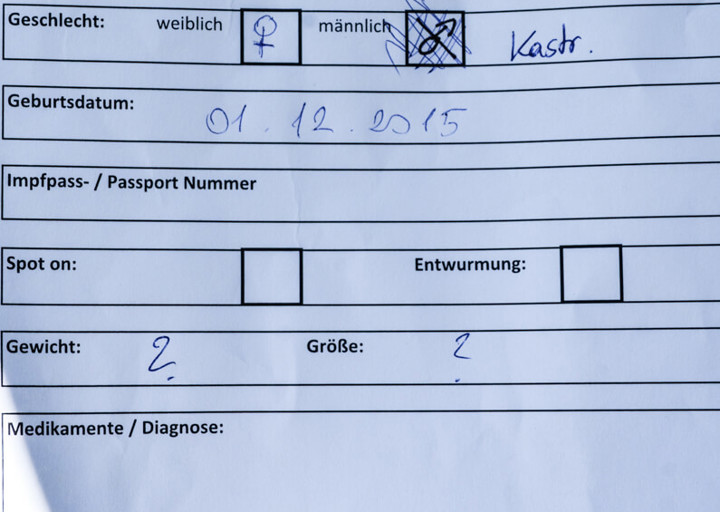 Geschlecht: weiblich ♀ männlich ♂ Kastr.
Geburtsdatum: 01.12.2015
Impfpass- / Passport Nummer
Spot on: Entwurmung:
Gewicht: ? Größe: ?
Medikamente / Diagnose: